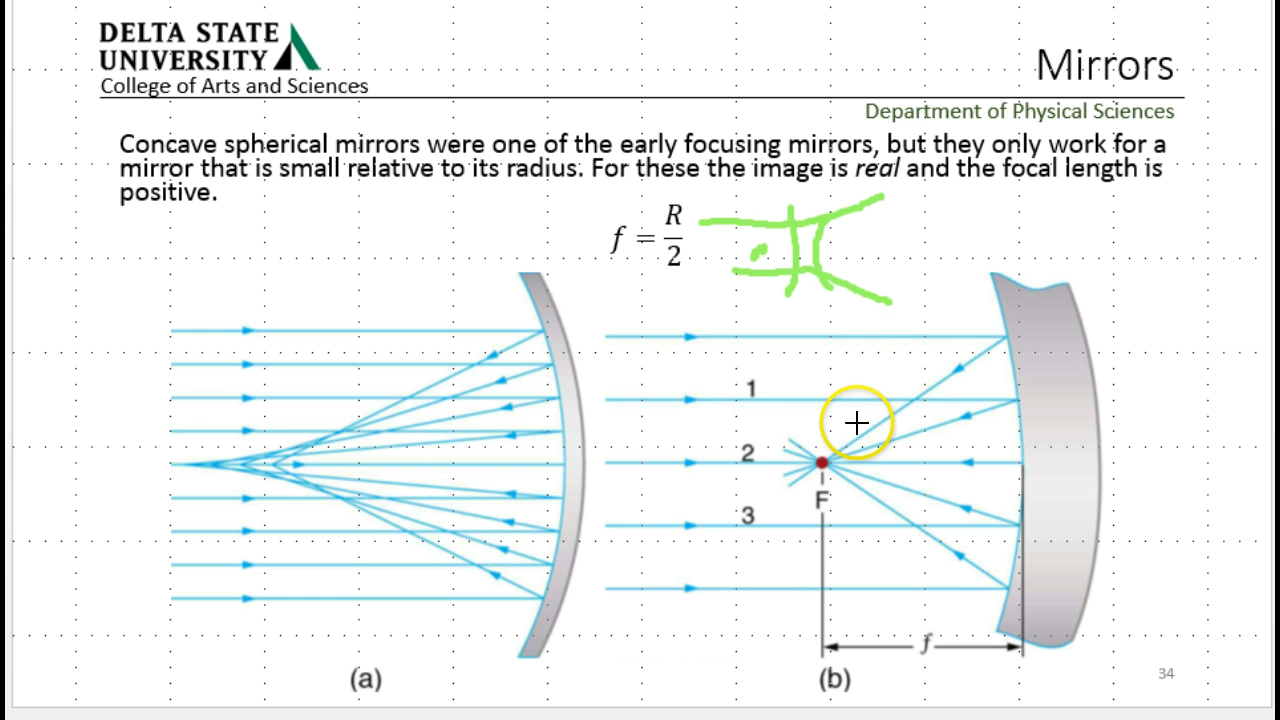 DELTA STATE
UNIVERSITY
College of Arts and Sciences
Mirrors
Department of Physical Sciences
Concave spherical mirrors were one of the early focusing mirrors, but they only work for a
mirror that is small relative to its radius. For these the image is real and the focal length is
positive.
f = R/2
1
2
F
3
f
(a)
(b)
34